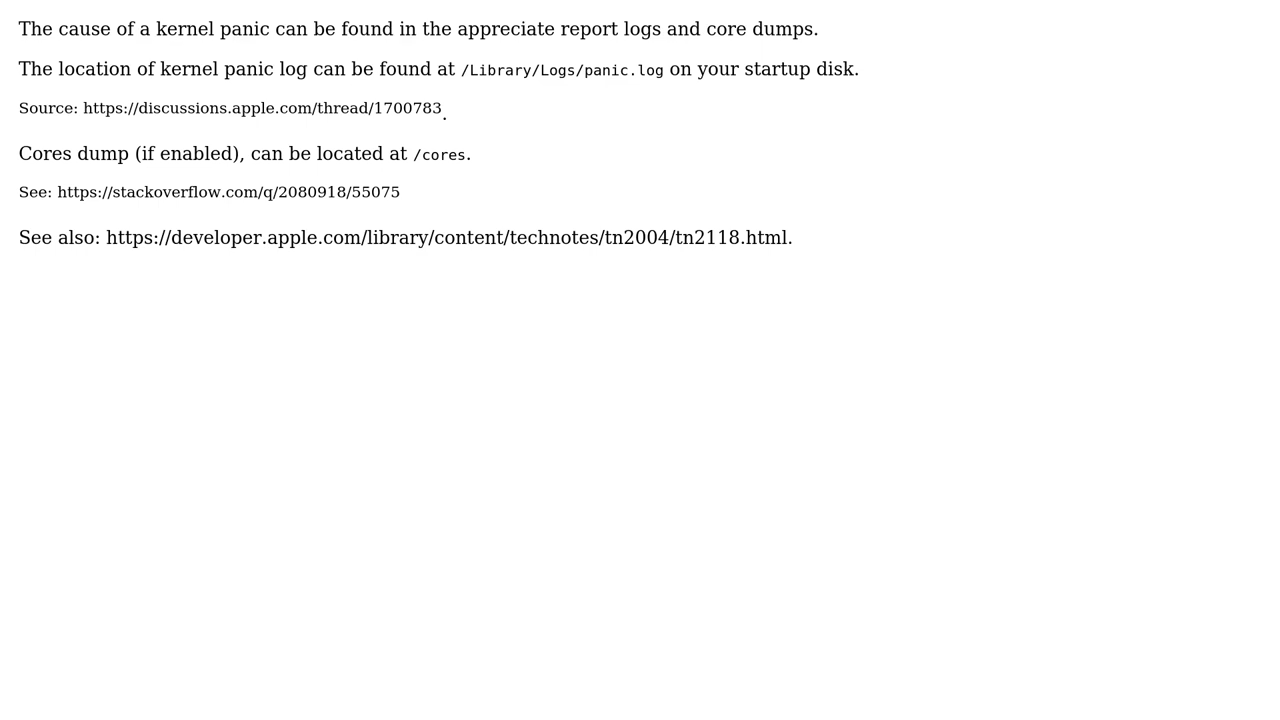 The cause of a kernel panic can be found in the appreciate report logs and core dumps.
The location of kernel panic log can be found at /Library/Logs/panic.log on your startup disk.
Source: https://discussions.apple.com/thread/1700783.
Cores dump (if enabled), can be located at /cores.
See: https://stackoverflow.com/q/2080918/55075
See also: https://developer.apple.com/library/content/technotes/tn2004/tn2118.html.